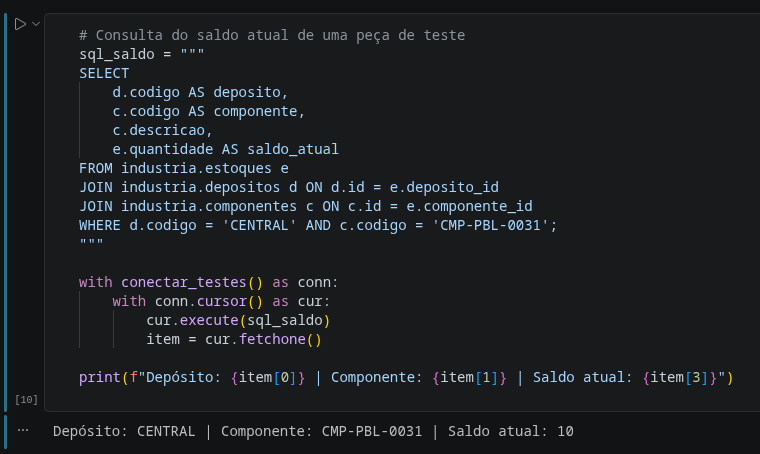 # Consulta do saldo atual de uma peça de teste
sql_saldo = """
SELECT
    d.codigo AS deposito,
    c.codigo AS componente,
    c.descricao,
    e.quantidade AS saldo_atual
FROM industria.estoques e
JOIN industria.depositos d ON d.id = e.deposito_id
JOIN industria.componentes c ON c.id = e.componente_id
WHERE d.codigo = 'CENTRAL' AND c.codigo = 'CMP-PBL-0031';
"""

with conectar_testes() as conn:
    with conn.cursor() as cur:
        cur.execute(sql_saldo)
        item = cur.fetchone()

print(f"Depósito: {item[0]} | Componente: {item[1]} | Saldo atual: {item[3]}")
[10]
... Depósito: CENTRAL | Componente: CMP-PBL-0031 | Saldo atual: 10